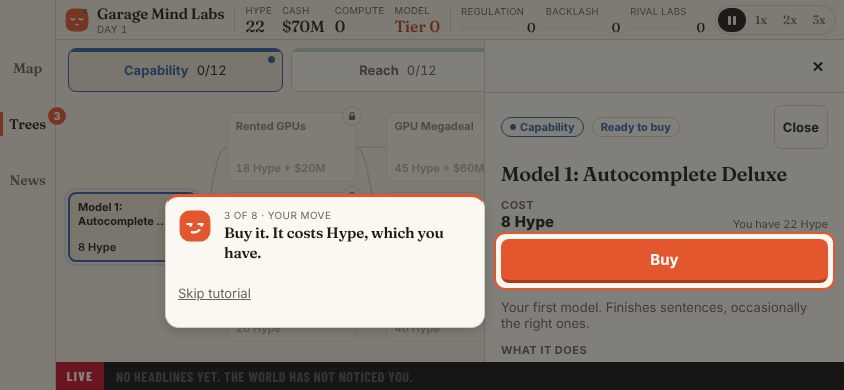 Garage Mind Labs
DAY 1
HYPE
22
CASH
$70M
COMPUTE
0
MODEL
Tier 0
REGULATION
0
BACKLASH
0
RIVAL LABS
0
1x
2x
3x
Map
Trees
3
News
Capability 0/12
Reach 0/12
Rented GPUs
18 Hype + $20M
GPU Megadeal
45 Hype + $60M
Model 1:
Autocomplete ...
8 Hype
3 OF 8 · YOUR MOVE
Buy it. It costs Hype, which you
have.
Skip tutorial
Capability
Ready to buy
Close
Model 1: Autocomplete Deluxe
COST
8 Hype
You have 22 Hype
Buy
Your first model. Finishes sentences, occasionally
the right ones.
WHAT IT DOES
LIVE
NO HEADLINES YET. THE WORLD HAS NOT NOTICED YOU.